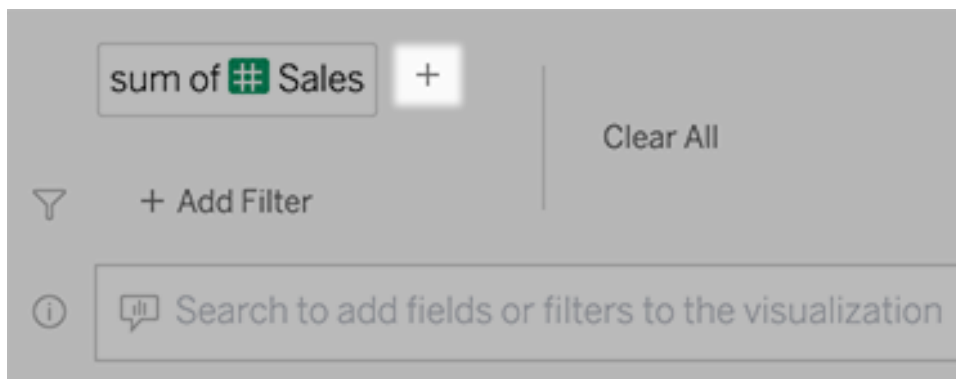 sum of # Sales +
Clear All
+ Add Filter
Search to add fields or filters to the visualization